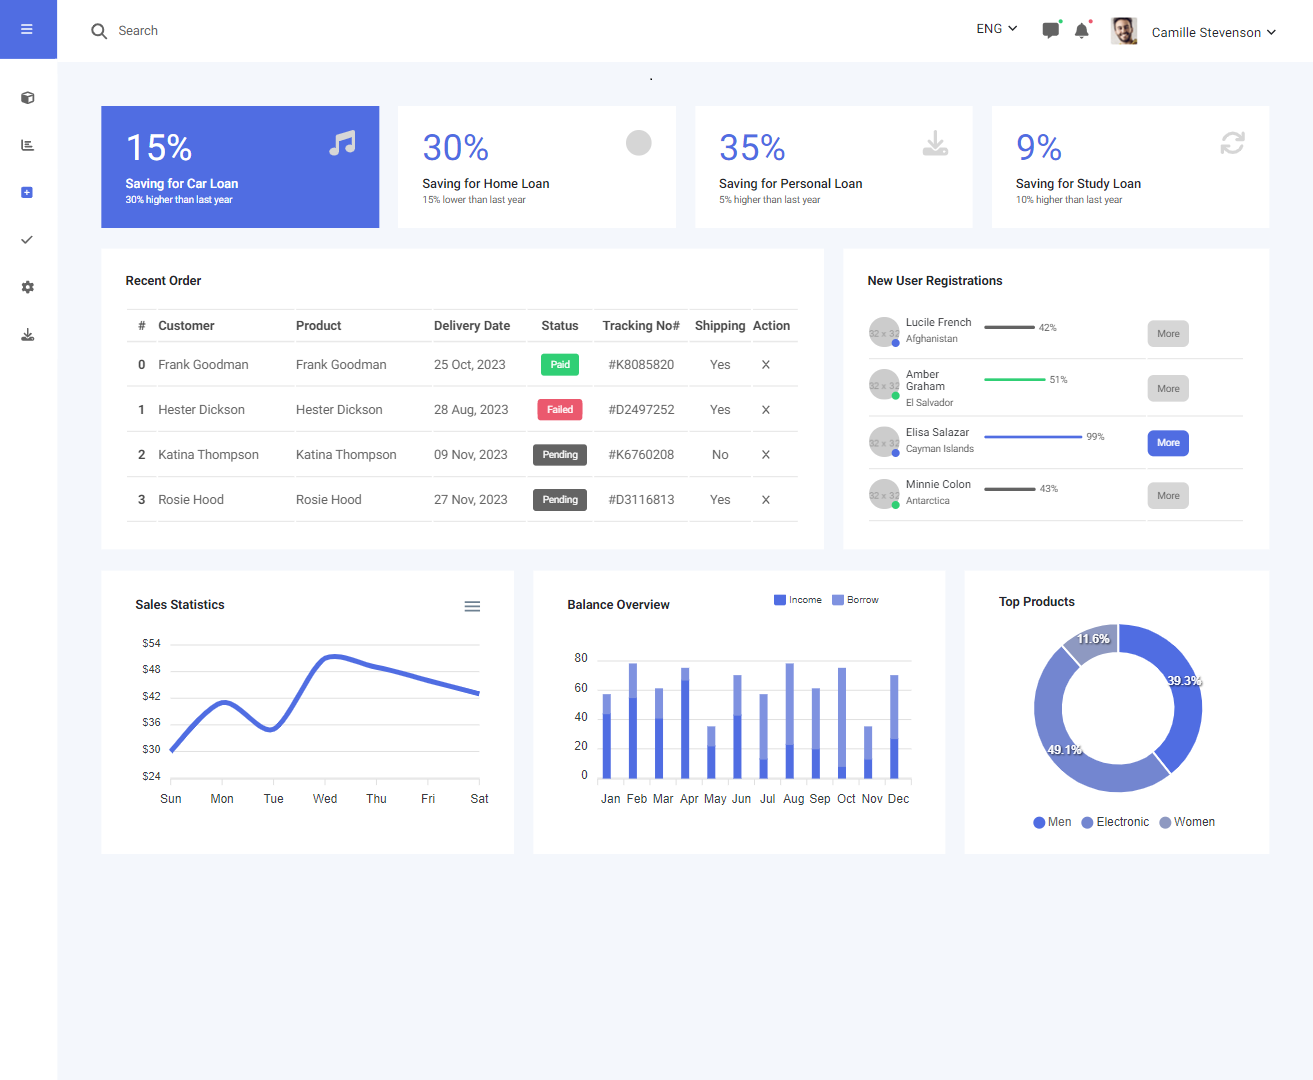 Search
ENG
Camille Stevenson
.
15%
Saving for Car Loan
30% higher than last year
30%
Saving for Home Loan
15% lower than last year
35%
Saving for Personal Loan
5% higher than last year
9%
Saving for Study Loan
10% higher than last year
Recent Order
# Customer Product Delivery Date Status Tracking No# Shipping Action
0 Frank Goodman Frank Goodman 25 Oct, 2023 Paid #K8085820 Yes X
1 Hester Dickson Hester Dickson 28 Aug, 2023 Failed #D2497252 Yes X
2 Katina Thompson Katina Thompson 09 Nov, 2023 Pending #K6760208 No X
3 Rosie Hood Rosie Hood 27 Nov, 2023 Pending #D3116813 Yes X
New User Registrations
32 x 32 Lucile French 42% More
Afghanistan
32 x 32 Amber Graham 51% More
El Salvador
32 x 32 Elisa Salazar 99% More
Cayman Islands
32 x 32 Minnie Colon 43% More
Antarctica
Sales Statistics
$54
$48
$42
$36
$30
$24
Sun Mon Tue Wed Thu Fri Sat
Balance Overview
Income Borrow
80
60
40
20
0
Jan Feb Mar Apr May Jun Jul Aug Sep Oct Nov Dec
Top Products
11.6%
39.3%
49.1%
Men Electronic Women